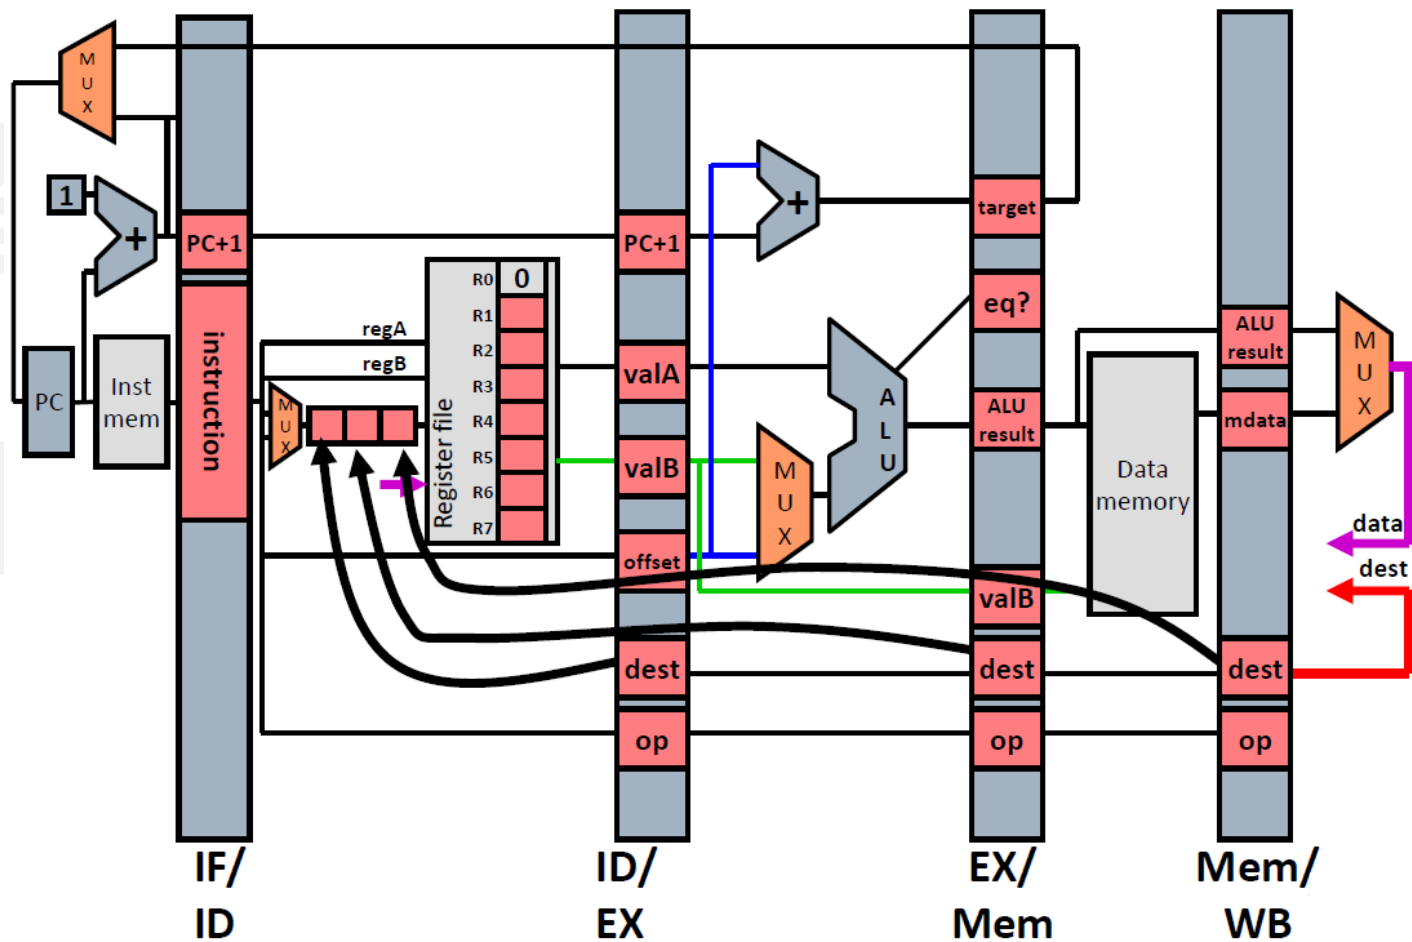 M
U
X
1
+
PC+1
PC
Inst
mem
instruction
regA
regB
M
U
X
Register file
R0 0
R1
R2
R3
R4
R5
R6
R7
PC+1
valA
valB
offset
dest
op
+
M
U
X
A
L
U
target
eq?
ALU
result
valB
dest
op
Data
memory
ALU
result
mdata
dest
op
M
U
X
data
dest
IF/
ID
ID/
EX
EX/
Mem
Mem/
WB